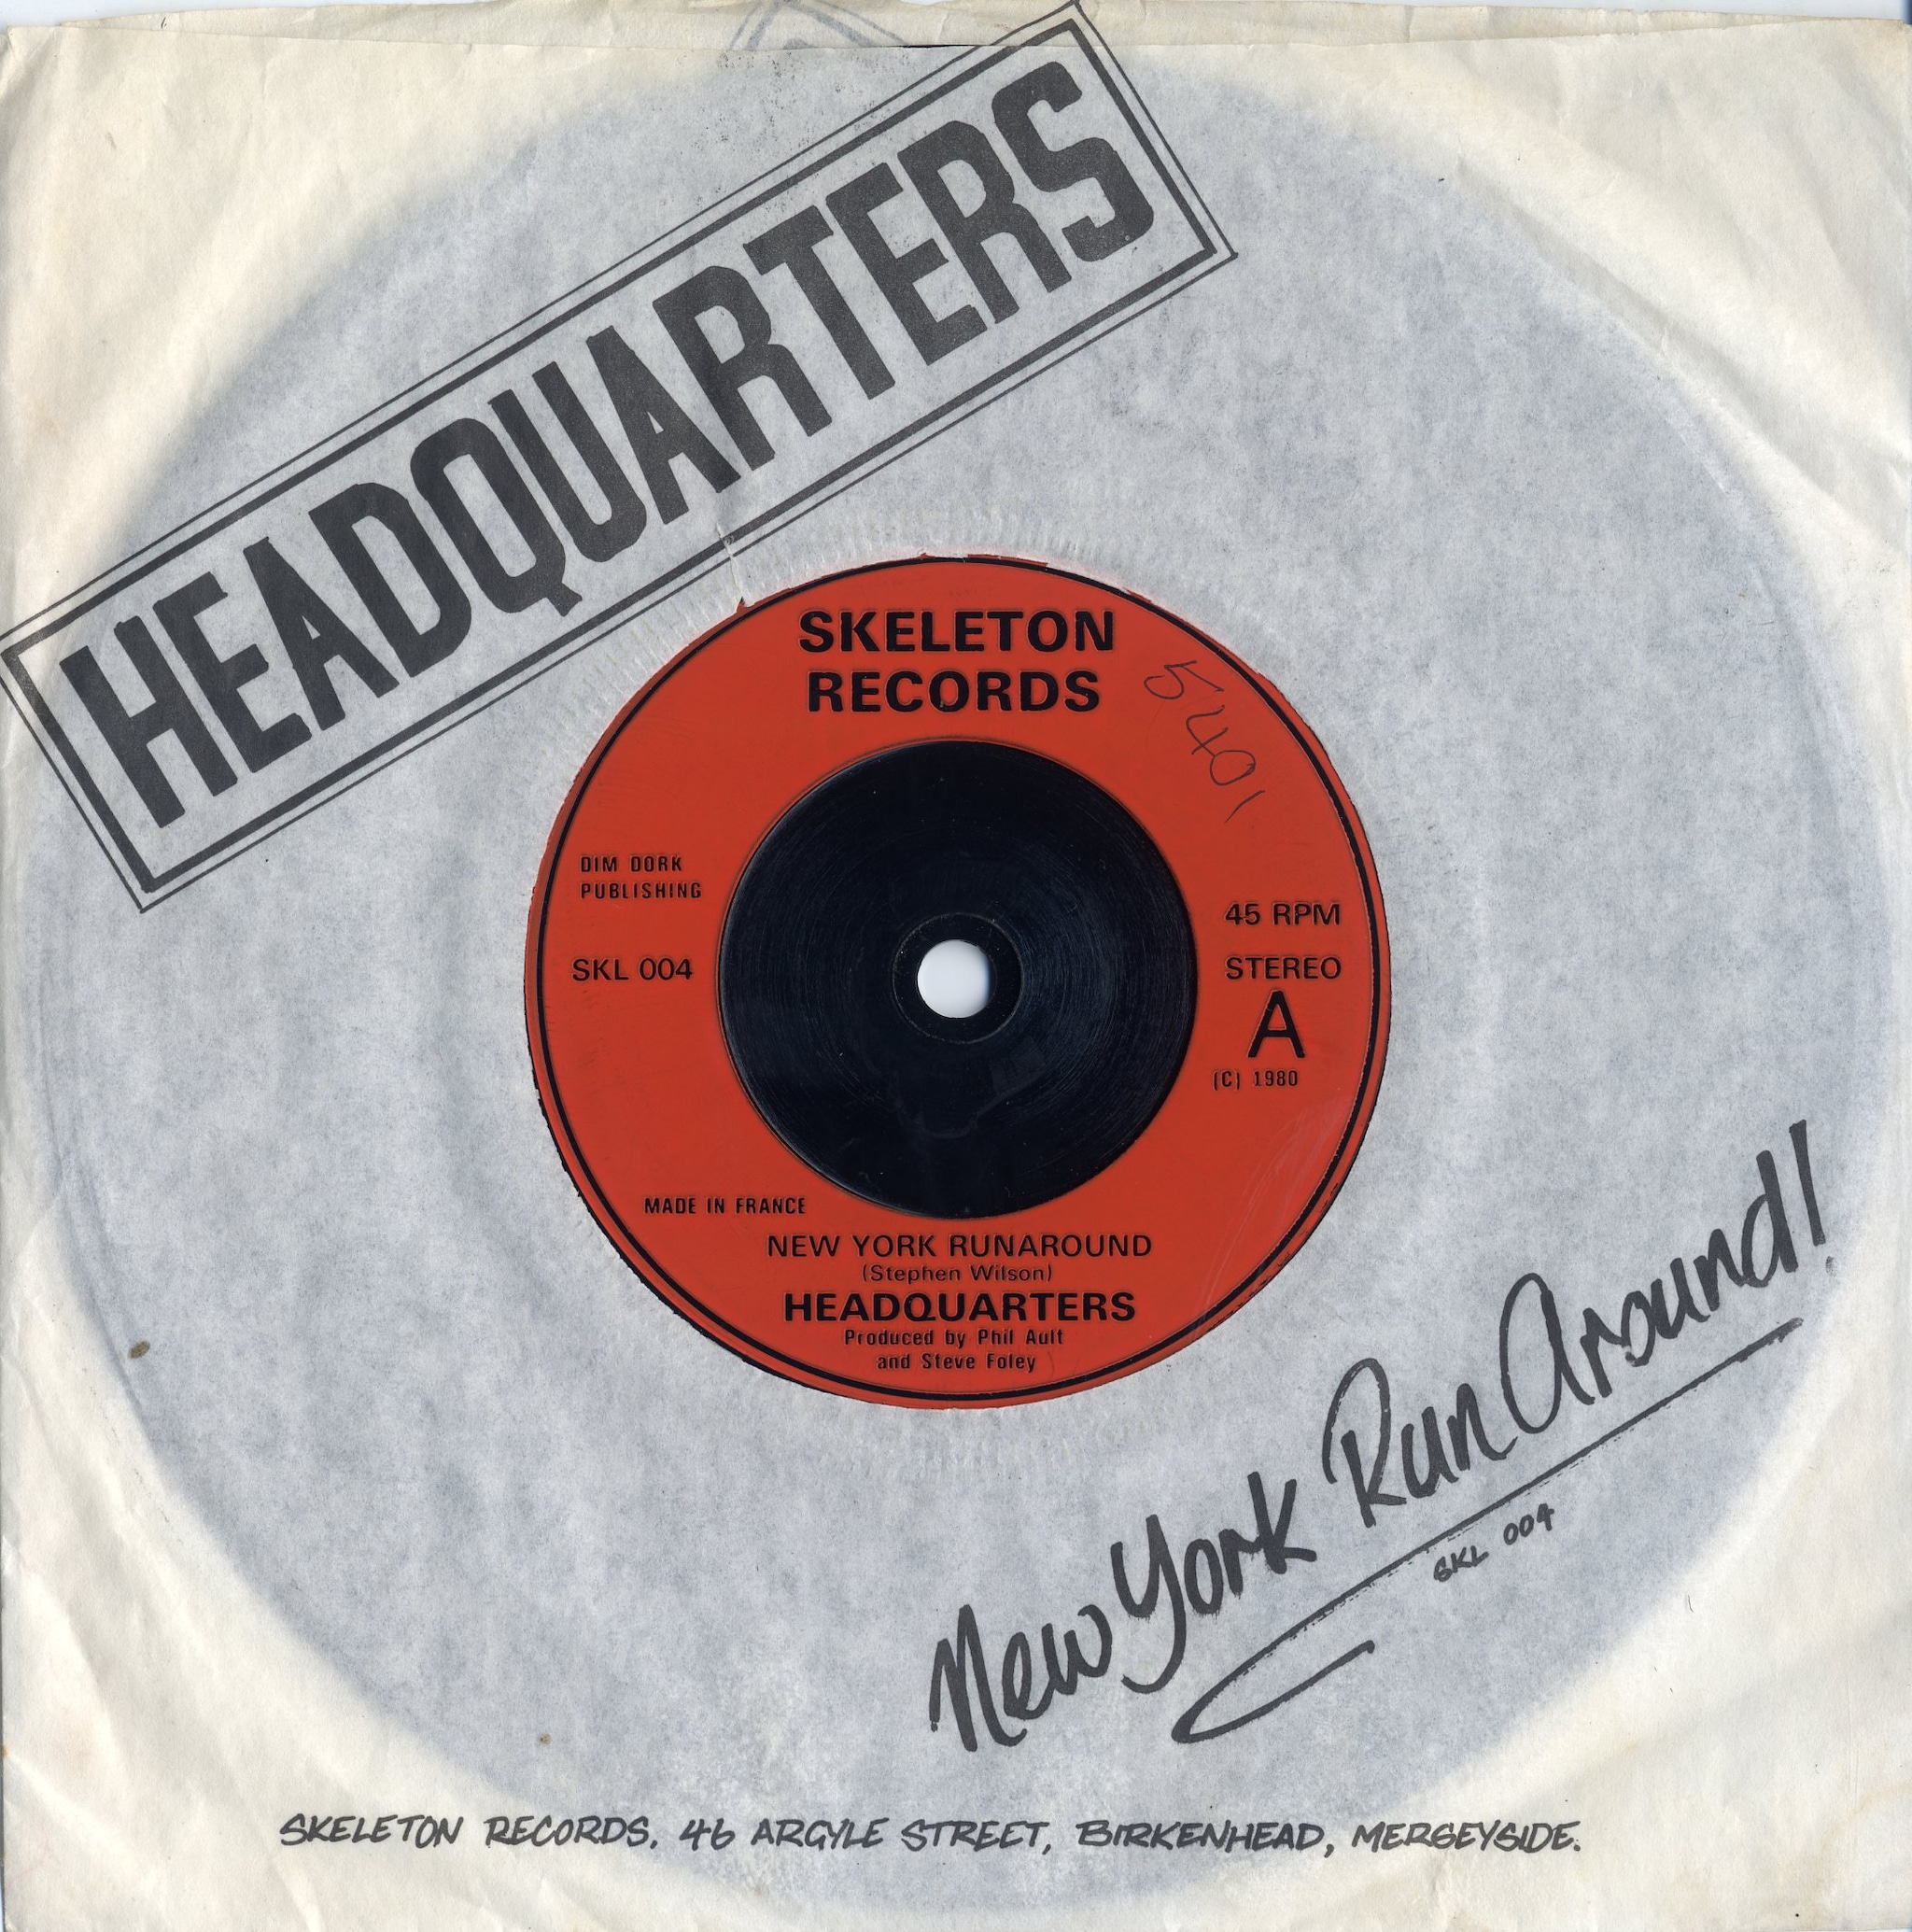 HEADQUARTERS
SKELETON
RECORDS
5401
DIM DORK
PUBLISHING
SKL 004
45 RPM
STEREO
A
(C) 1980
MADE IN FRANCE
NEW YORK RUNAROUND
(Stephen Wilson)
HEADQUARTERS
Produced by Phil Ault
and Steve Foley
New York Run Around!
SKL 004
SKELETON RECORDS, 46 ARGYLE STREET, BIRKENHEAD, MERSEYSIDE.